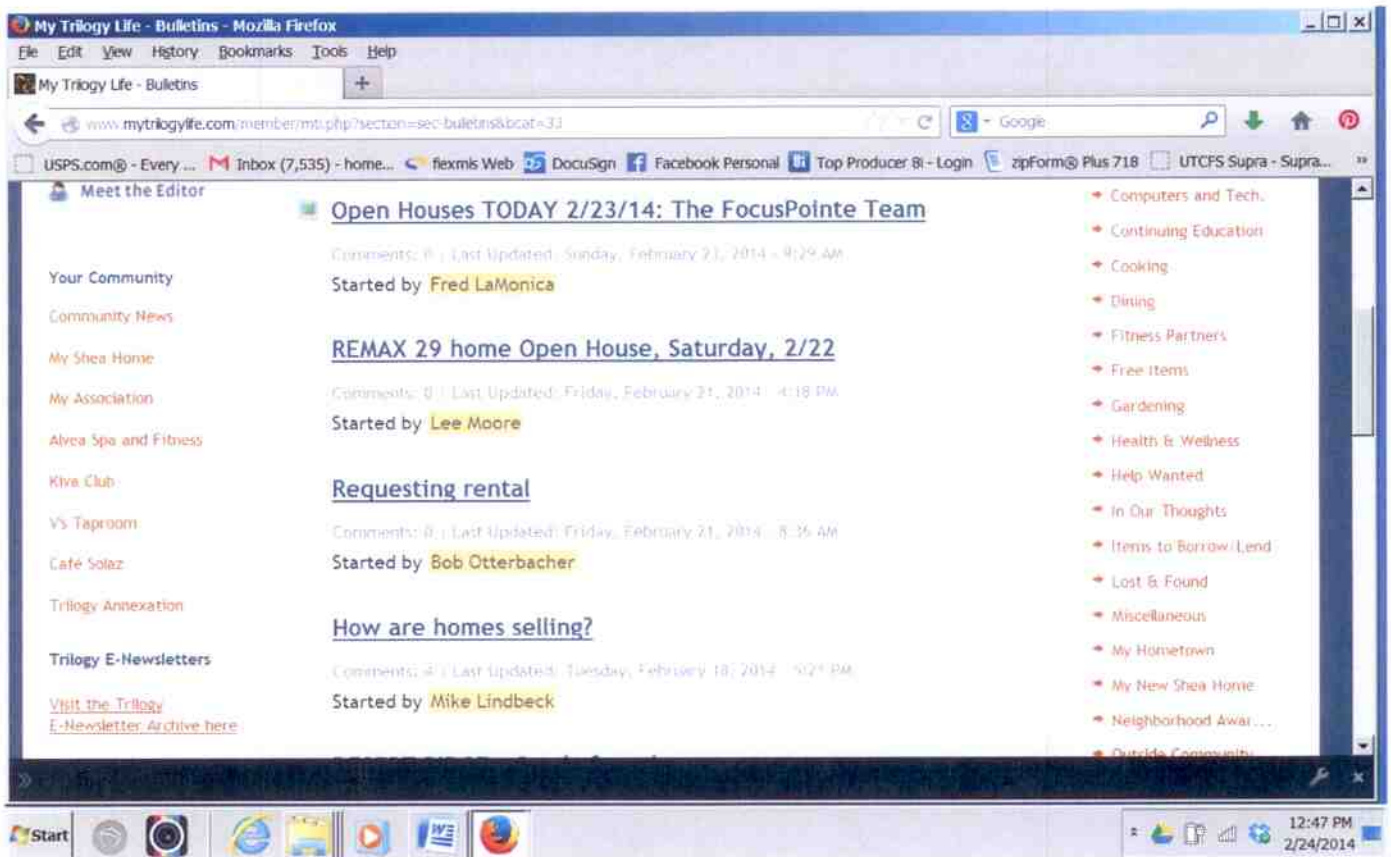 My Trilogy Life - Bulletins - Mozilla Firefox
File Edit View History Bookmarks Tools Help
My Trilogy Life - Bulletins
www.mytrilogylife.com/member/mtl.php?section=sec-bulletins&bcat=33
Google
USPS.com® - Every ... Inbox (7,535) - home... flexmls Web DocuSign Facebook Personal Top Producer 8i - Login zipForm® Plus 718 UTCFS Supra - Supra...
Meet the Editor
Your Community
Community News
My Shea Home
My Association
Alvea Spa and Fitness
Kiva Club
V's Taproom
Café Solaz
Trilogy Annexation
Trilogy E-Newsletters
Visit the Trilogy
E-Newsletter Archive here
Open Houses TODAY 2/23/14: The FocusPointe Team
Comments: 0 | Last Updated: Sunday, February 23, 2014 - 9:29 AM
Started by Fred LaMonica
REMAX 29 home Open House, Saturday, 2/22
Comments: 0 | Last Updated: Friday, February 21, 2014 - 4:18 PM
Started by Lee Moore
Requesting rental
Comments: 0 | Last Updated: Friday, February 21, 2014 - 8:36 AM
Started by Bob Otterbacher
How are homes selling?
Comments: 4 | Last Updated: Tuesday, February 18, 2014 - 5:21 PM
Started by Mike Lindbeck
Computers and Tech.
Continuing Education
Cooking
Dining
Fitness Partners
Free Items
Gardening
Health & Wellness
Help Wanted
In Our Thoughts
Items to Borrow/Lend
Lost & Found
Miscellaneous
My Hometown
My New Shea Home
Neighborhood Awar...
Outside Community
Start
12:47 PM
2/24/2014